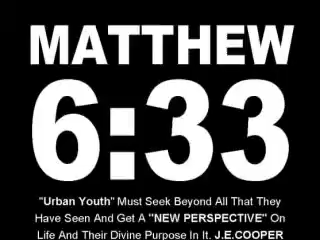 MATTHEW
6:33
"Urban Youth" Must Seek Beyond All That They
Have Seen And Get A "NEW PERSPECTIVE" On
Life And Their Divine Purpose In It. J.E.COOPER